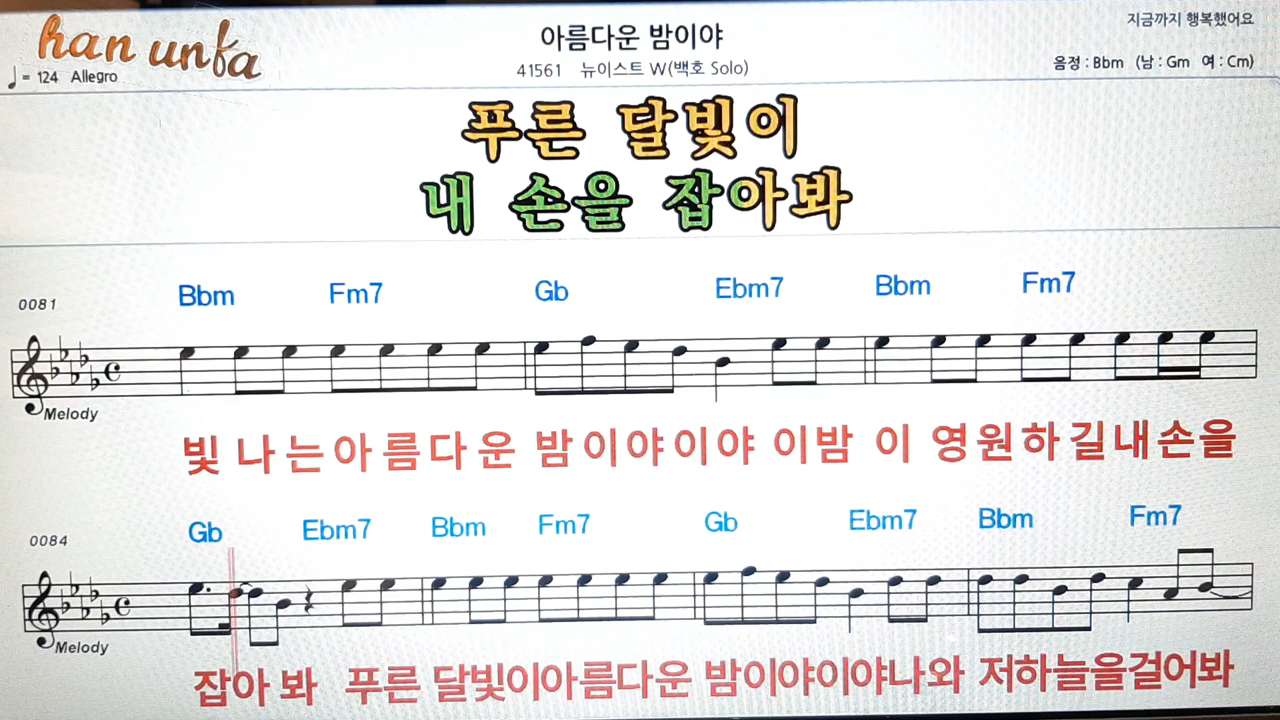 han unfa
아름다운 밤이야
지금까지 행복했어요
♩= 124 Allegro
41561 뉴이스트 W(백호 Solo)
음정 : Bbm (남 : Gm 여 : Cm)
푸른 달빛이
내 손을 잡아봐
0081
Bbm Fm7 Gb Ebm7 Bbm Fm7
Melody
빛 나 는 아 름 다 운 밤 이 야 이 야 이 밤 이 영 원 하 길 내 손 을
0084
Gb Ebm7 Bbm Fm7 Gb Ebm7 Bbm Fm7
Melody
잡아 봐 푸른 달빛이아름다운 밤이야이야나와 저하늘을걸어봐